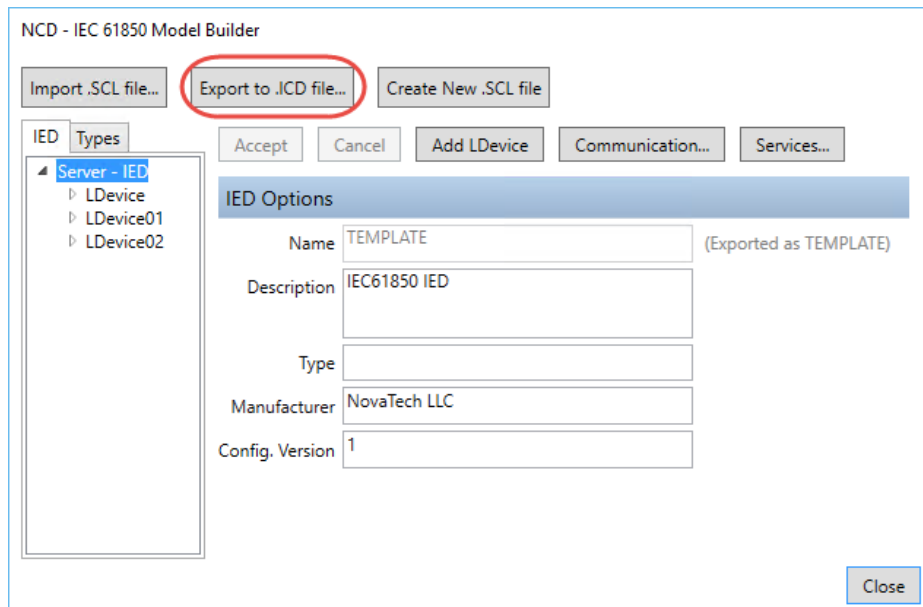 NCD - IEC 61850 Model Builder
Import .SCL file... Export to .ICD file... Create New .SCL file
IED Types
Accept Cancel Add LDevice Communication... Services...
Server - IED
LDevice
LDevice01
LDevice02
IED Options
Name TEMPLATE (Exported as TEMPLATE)
Description IEC61850 IED
Type
Manufacturer NovaTech LLC
Config. Version 1
Close